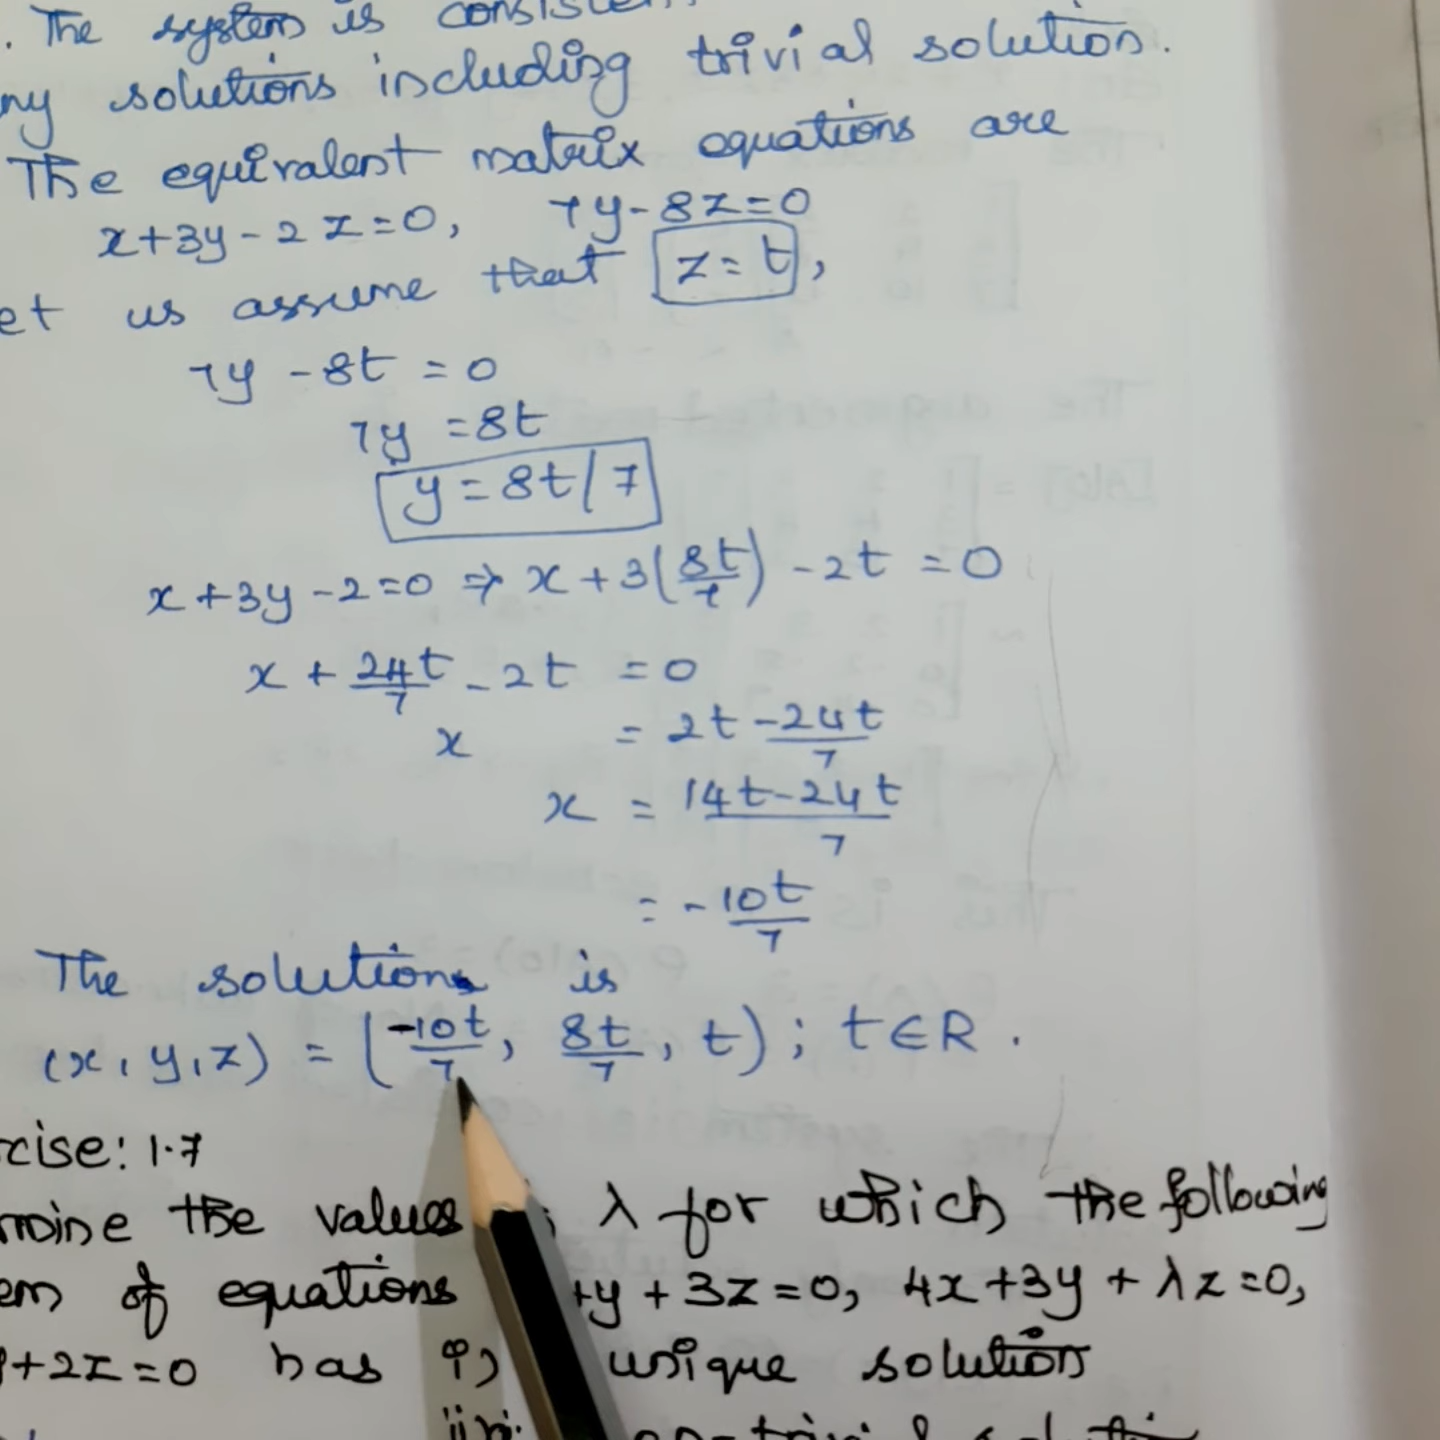 . The system is
ny solutions including trivial solution.
The equivalent matrix equations are
x+3y-2z=0, 7y-8z=0
et us assume that z=t,
7y -8t = 0
7y =8t
y=8t/7
x+3y-2=0 ⇒ x+3(8t/7)-2t=0
x+24t/7-2t =0
x = 2t-24t/7
x = 14t-24t/7
= -10t/7
The solution is
(x,y,z) = (-10t/7, 8t/7, t); t∈R.
cise: 1.7
mine the values λ for which the following
em of equations +y+3z=0, 4x+3y+λz=0,
+2z=0 has i) unique solution